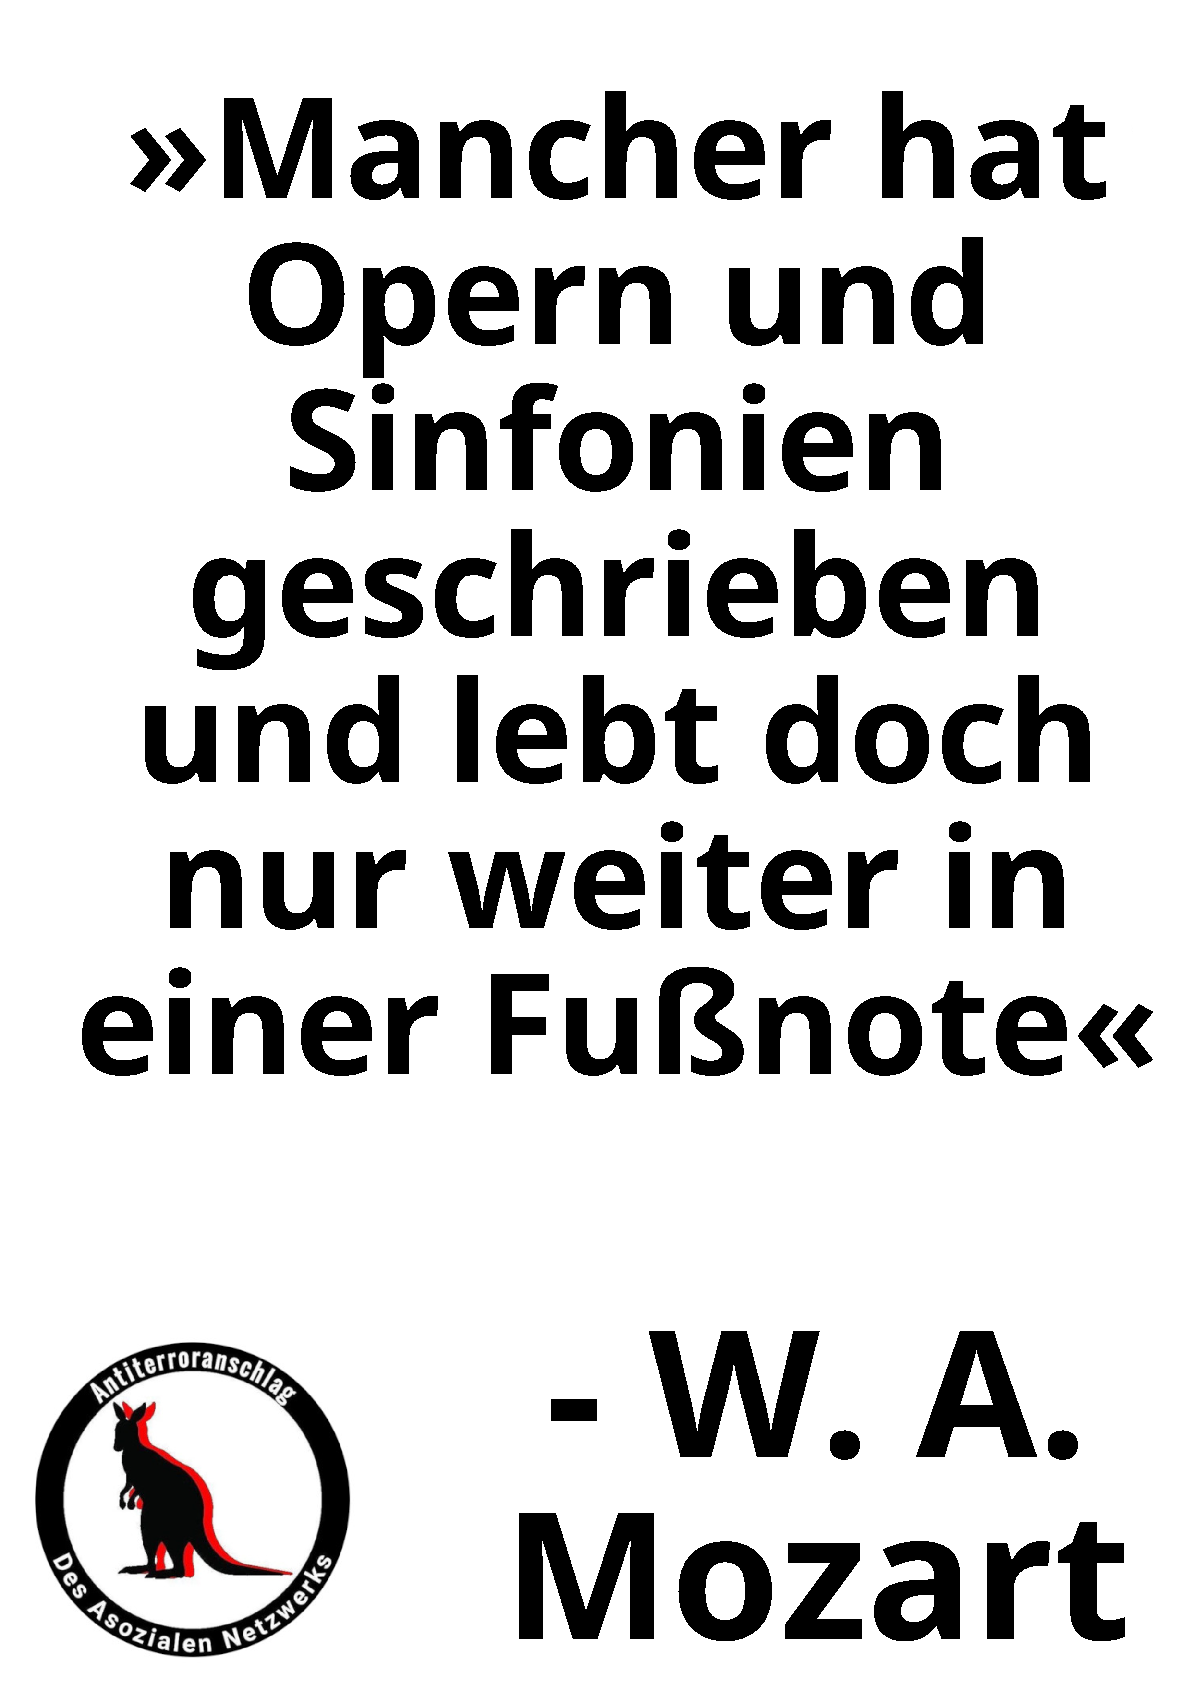 »Mancher hat
Opern und
Sinfonien
geschrieben
und lebt doch
nur weiter in
einer Fußnote«
- W. A.
Mozart
Antiterroranschlag
Des Asozialen Netzwerks